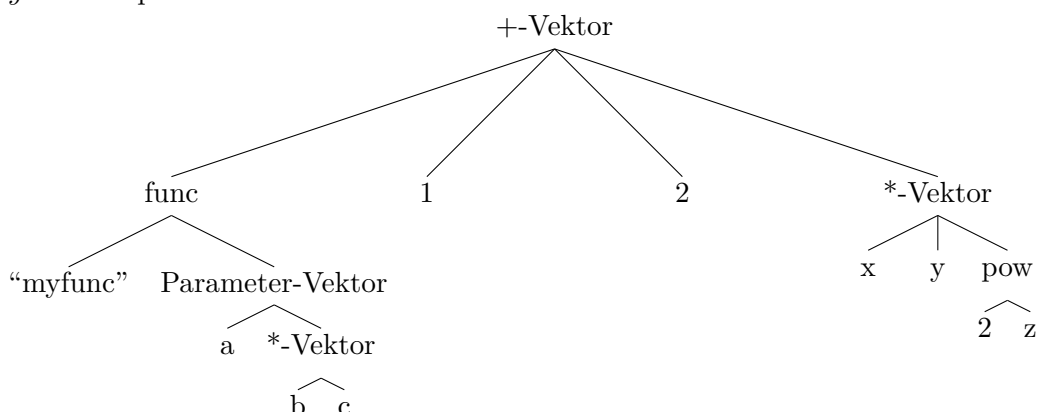 +-Vektor
func 1 2 *-Vektor
“myfunc” Parameter-Vektor x y pow
a *-Vektor 2 z
b c